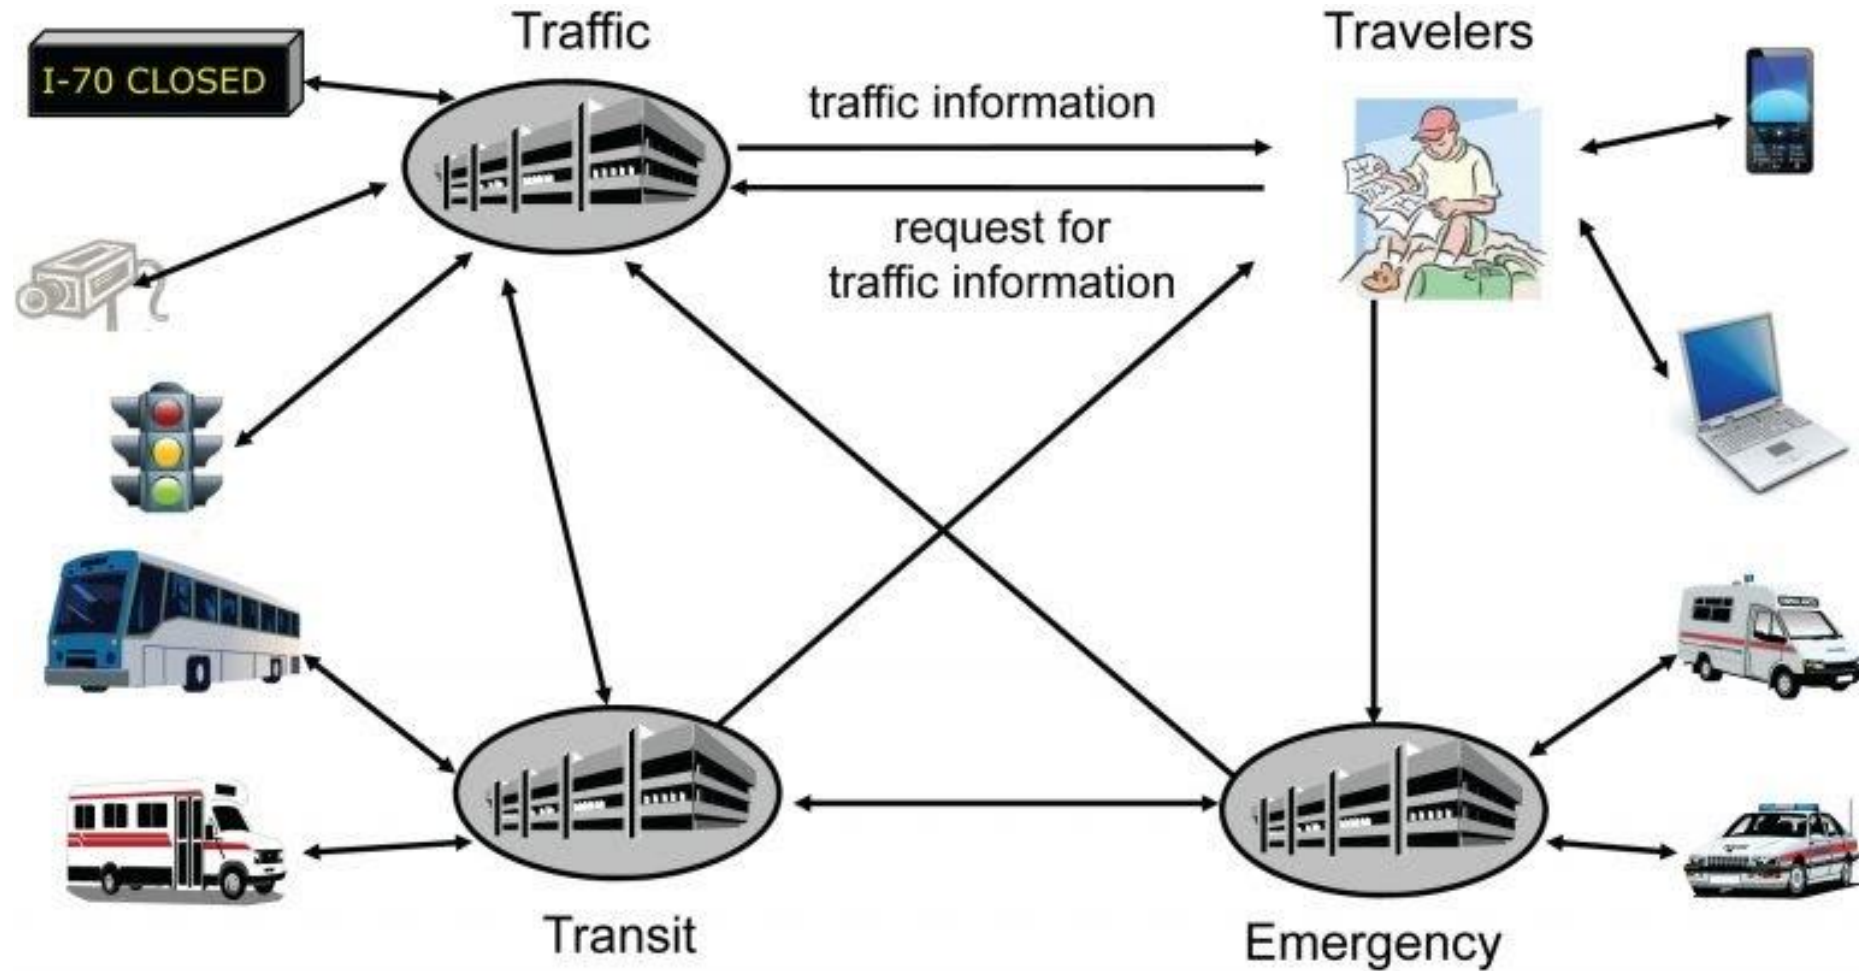 Traffic
Travelers
I-70 CLOSED
traffic information
request for
traffic information
Transit
Emergency